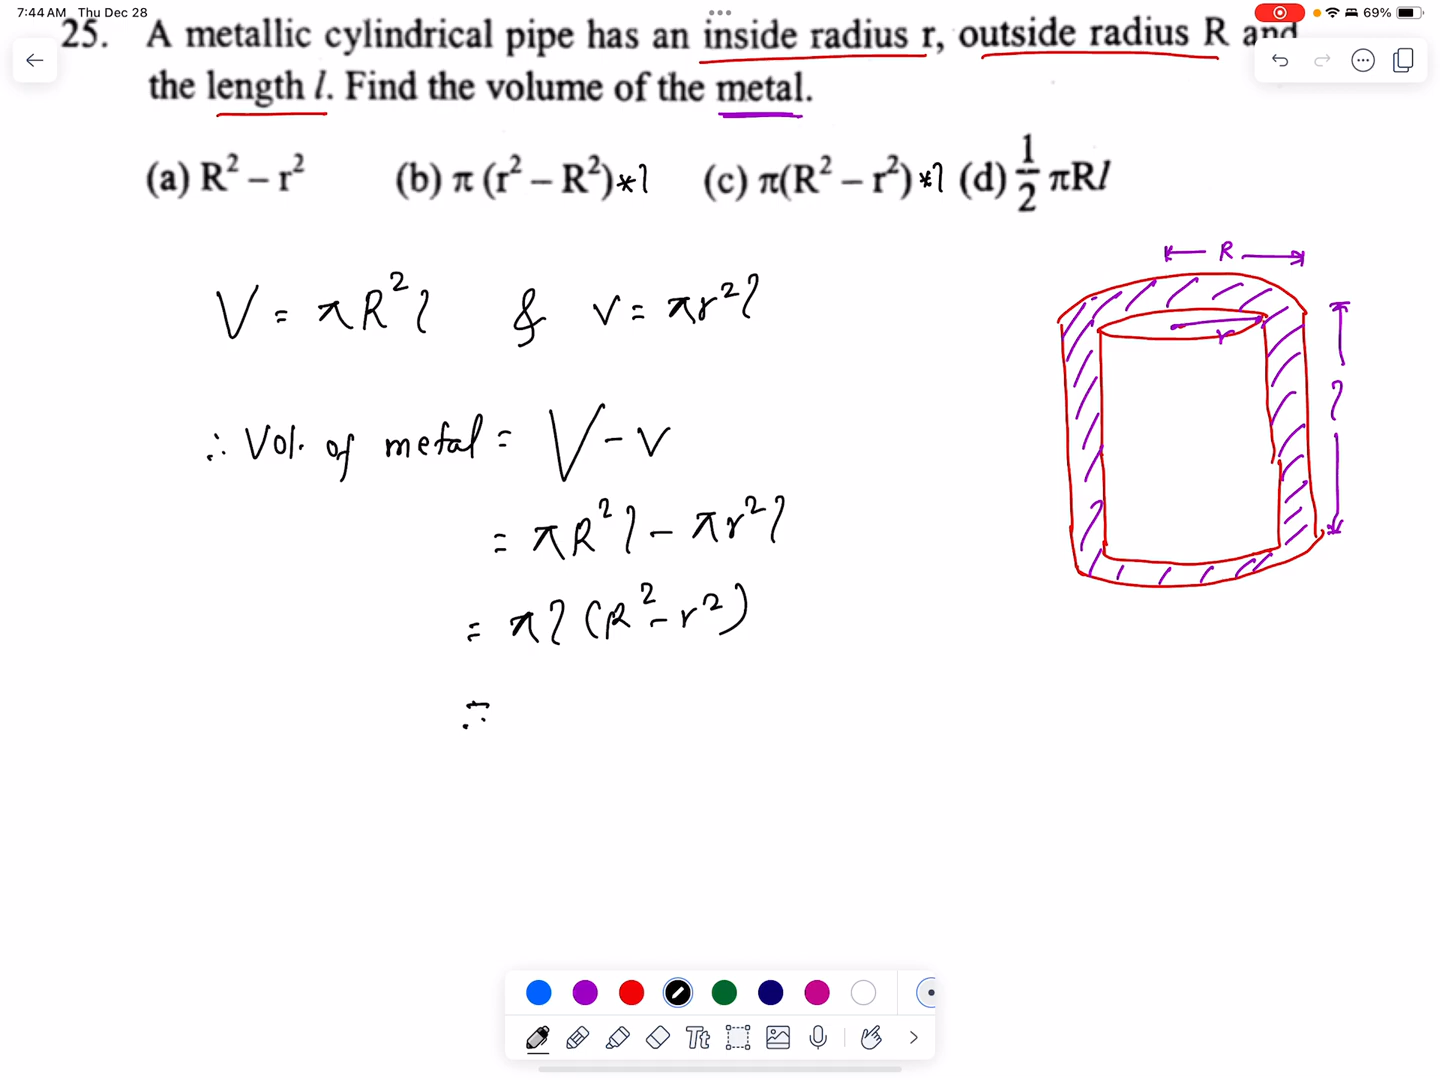 7:44 AM Thu Dec 28
69%
25. A metallic cylindrical pipe has an inside radius r, outside radius R and
the length l. Find the volume of the metal.
(a) R² – r² (b) π (r² – R²)*l (c) π(R² – r²)*l (d) 1/2 πRl
V = πR²l & v = πr²l
∴ Vol. of metal = V – v
= πR²l – πr²l
= πl (R² – r²)
∴
R
r
l
Tt